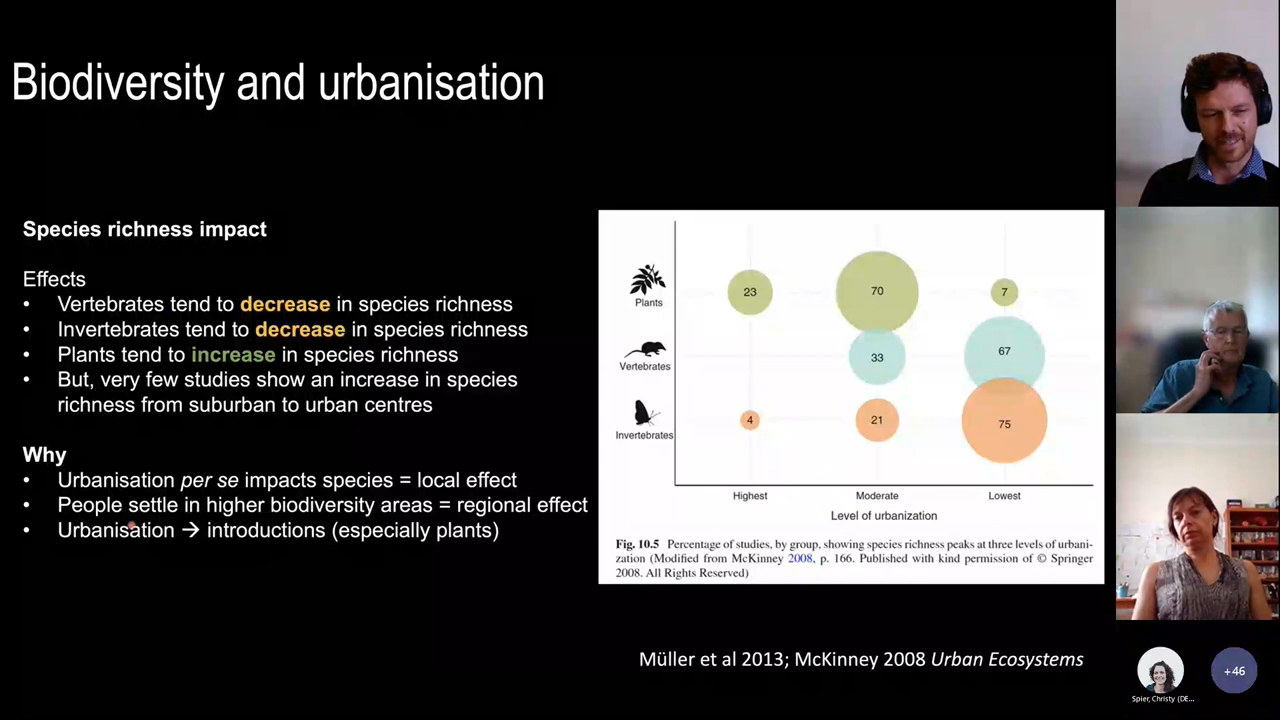 Biodiversity and urbanisation
Species richness impact
Effects
• Vertebrates tend to decrease in species richness
• Invertebrates tend to decrease in species richness
• Plants tend to increase in species richness
• But, very few studies show an increase in species
richness from suburban to urban centres
Why
• Urbanisation per se impacts species = local effect
• People settle in higher biodiversity areas = regional effect
• Urbanisation → introductions (especially plants)
Plants
23
70
7
Vertebrates
33
67
Invertebrates
4
21
75
Highest
Moderate
Lowest
Level of urbanization
Fig. 10.5 Percentage of studies, by group, showing species richness peaks at three levels of urbani-
zation (Modified from McKinney 2008, p. 166. Published with kind permission of © Springer
2008. All Rights Reserved)
Müller et al 2013; McKinney 2008 Urban Ecosystems
+46
Spier, Christy (DE...